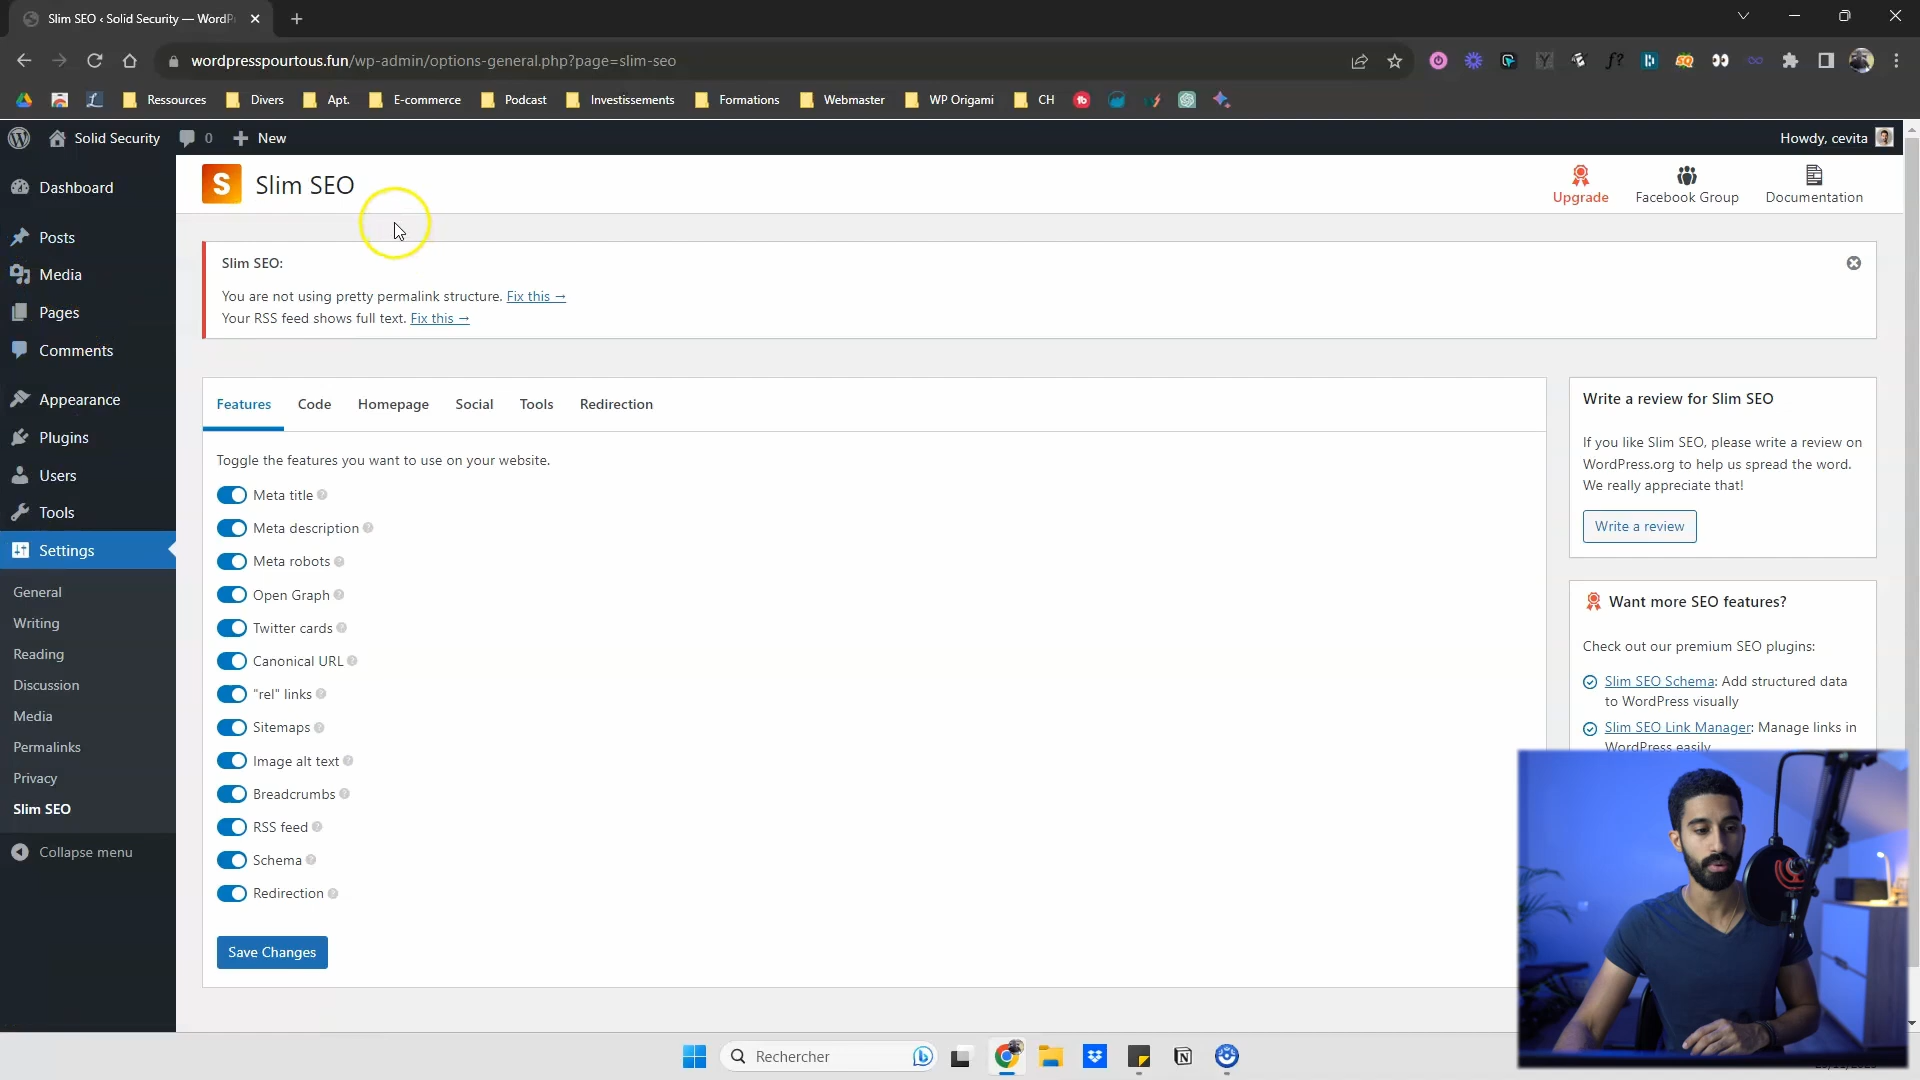 Slim SEO ‹ Solid Security — WordP
wordpresspourtous.fun/wp-admin/options-general.php?page=slim-seo
Ressources
Divers
Apt.
E-commerce
Podcast
Investissements
Formations
Webmaster
WP Origami
CH
Solid Security
0
New
Howdy, cevita
Dashboard
Posts
Media
Pages
Comments
Appearance
Plugins
Users
Tools
Settings
General
Writing
Reading
Discussion
Media
Permalinks
Privacy
Slim SEO
Collapse menu
S
Slim SEO
Upgrade
Facebook Group
Documentation
Slim SEO:
You are not using pretty permalink structure. Fix this →
Your RSS feed shows full text. Fix this →
Features
Code
Homepage
Social
Tools
Redirection
Toggle the features you want to use on your website.
Meta title
Meta description
Meta robots
Open Graph
Twitter cards
Canonical URL
"rel" links
Sitemaps
Image alt text
Breadcrumbs
RSS feed
Schema
Redirection
Save Changes
Write a review for Slim SEO
If you like Slim SEO, please write a review on
WordPress.org to help us spread the word.
We really appreciate that!
Write a review
Want more SEO features?
Check out our premium SEO plugins:
Slim SEO Schema: Add structured data
to WordPress visually
Slim SEO Link Manager: Manage links in
WordPress easily
Rechercher